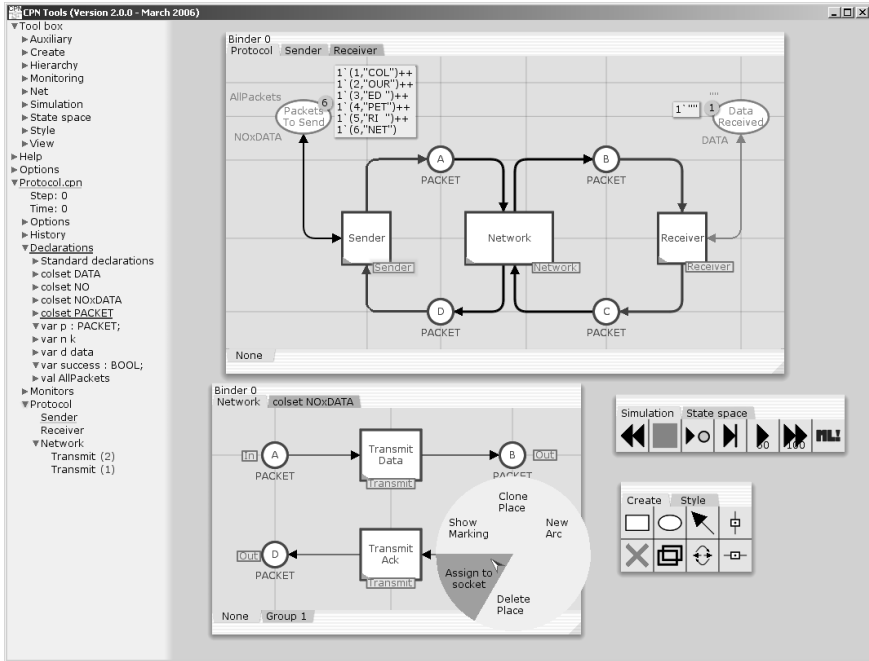 CPN Tools (Version 2.0.0 - March 2006)
Tool box
Auxiliary
Create
Hierarchy
Monitoring
Net
Simulation
State space
Style
View
Help
Options
Protocol.cpn
Step: 0
Time: 0
Options
History
Declarations
Standard declarations
colset DATA
colset NO
colset NOxDATA
colset PACKET
var p : PACKET;
var n k
var d data
var success : BOOL;
val AllPackets
Monitors
Protocol
Sender
Receiver
Network
Transmit (2)
Transmit (1)
Binder 0
Protocol Sender Receiver
AllPackets
Packets
To Send
NOxDATA
6
1`(1,"COL")++
1`(2,"OUR")++
1`(3,"ED ")++
1`(4,"PET")++
1`(5,"RI ")++
1`(6,"NET")
1`""
1
""
Data
Received
DATA
A
PACKET
B
PACKET
Sender
Sender
Network
Network
Receiver
Receiver
D
PACKET
C
PACKET
None
Binder 0
Network colset NOxDATA
In
A
PACKET
Transmit
Data
Transmit
B
Out
PACKET
Out
D
PACKET
Transmit
Ack
Transmit
Clone
Place
Show
Marking
New
Arc
Assign to
socket
Delete
Place
None Group 1
Simulation State space
50
100
ML!
Create Style